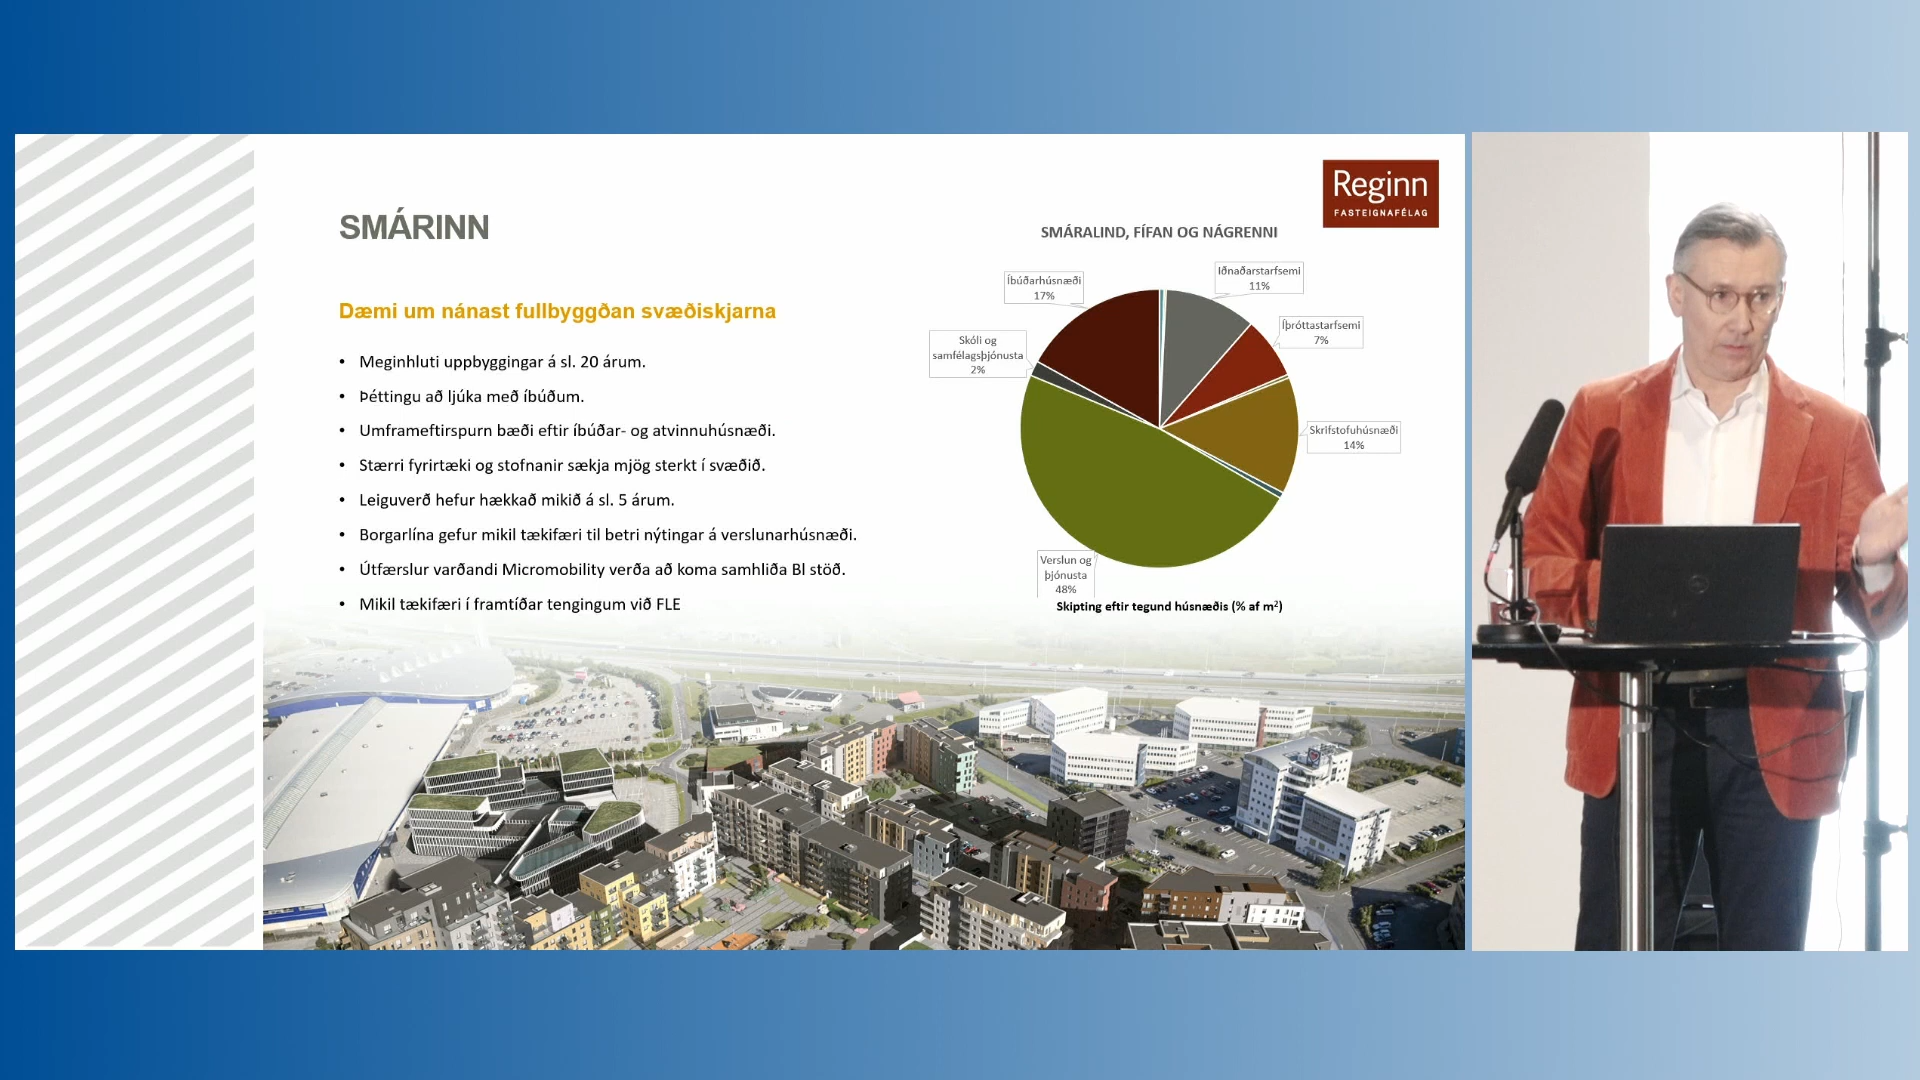 Reginn
FASTEIGNAFÉLAG
SMÁRINN
Dæmi um nánast fullbyggðan svæðiskjarna
• Meginhluti uppbyggingar á sl. 20 árum.
• Þéttingu að ljúka með íbúðum.
• Umframeftirspurn bæði eftir íbúðar- og atvinnuhúsnæði.
• Stærri fyrirtæki og stofnanir sækja mjög sterkt í svæðið.
• Leiguverð hefur hækkað mikið á sl. 5 árum.
• Borgarlína gefur mikil tækifæri til betri nýtingar á verslunarhúsnæði.
• Útfærslur varðandi Micromobility verða að koma samhliða Bl stöð.
• Mikil tækifæri í framtíðar tengingum við FLE
SMÁRALIND, FÍFAN OG NÁGRENNI
Íbúðarhúsnæði
17%
Iðnaðarstarfsemi
11%
Íþróttastarfsemi
7%
Skóli og
samfélagsþjónusta
2%
Skrifstofuhúsnæði
14%
Verslun og
þjónusta
48%
Skipting eftir tegund húsnæðis (% af m²)